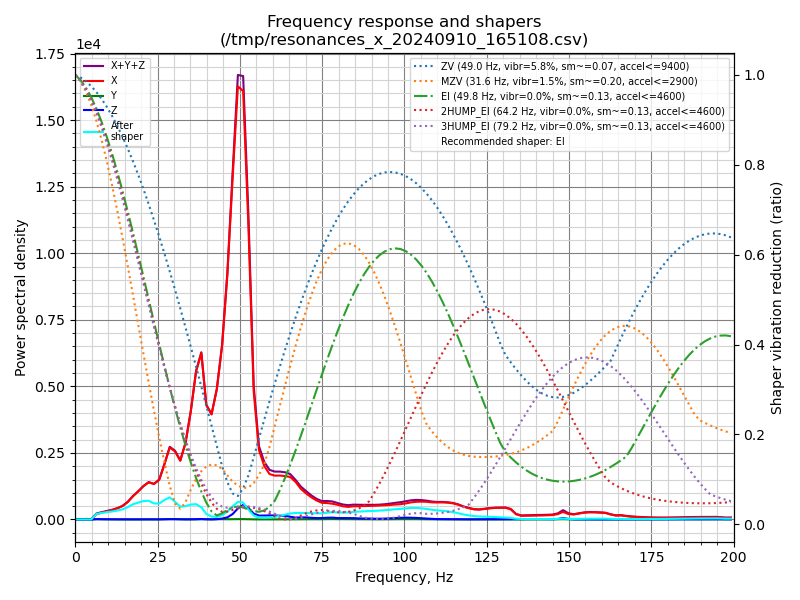 Frequency response and shapers
(/tmp/resonances_x_20240910_165108.csv)
1e4
X+Y+Z
X
Y
Z
After
shaper
ZV (49.0 Hz, vibr=5.8%, sm~=0.07, accel<=9400)
MZV (31.6 Hz, vibr=1.5%, sm~=0.20, accel<=2900)
EI (49.8 Hz, vibr=0.0%, sm~=0.13, accel<=4600)
2HUMP_EI (64.2 Hz, vibr=0.0%, sm~=0.13, accel<=4600)
3HUMP_EI (79.2 Hz, vibr=0.0%, sm~=0.13, accel<=4600)
Recommended shaper: EI
Power spectral density
1.75
1.50
1.25
1.00
0.75
0.50
0.25
0.00
1.0
0.8
0.6
0.4
0.2
0.0
Shaper vibration reduction (ratio)
0 25 50 75 100 125 150 175 200
Frequency, Hz